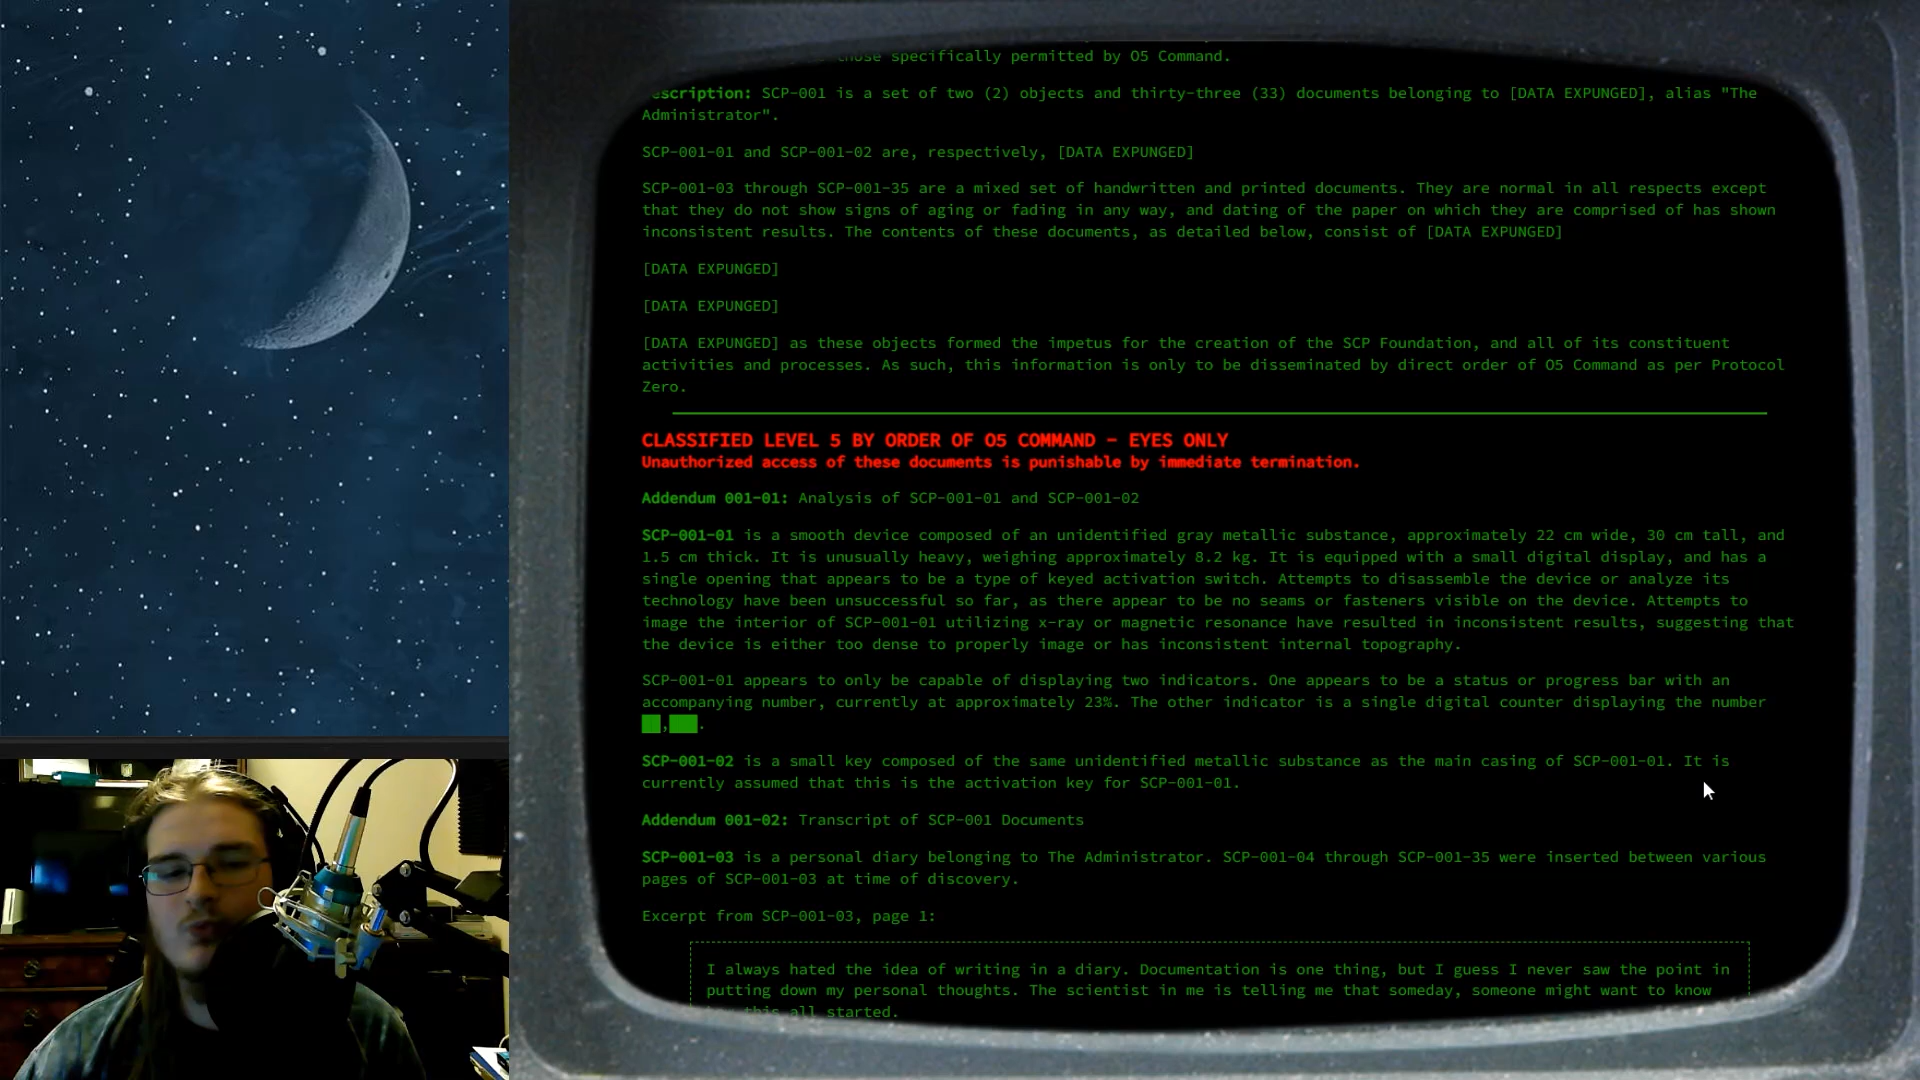 those specifically permitted by O5 Command.
Description: SCP-001 is a set of two (2) objects and thirty-three (33) documents belonging to [DATA EXPUNGED], alias "The
Administrator".
SCP-001-01 and SCP-001-02 are, respectively, [DATA EXPUNGED]
SCP-001-03 through SCP-001-35 are a mixed set of handwritten and printed documents. They are normal in all respects except
that they do not show signs of aging or fading in any way, and dating of the paper on which they are comprised of has shown
inconsistent results. The contents of these documents, as detailed below, consist of [DATA EXPUNGED]
[DATA EXPUNGED]
[DATA EXPUNGED]
[DATA EXPUNGED] as these objects formed the impetus for the creation of the SCP Foundation, and all of its constituent
activities and processes. As such, this information is only to be disseminated by direct order of O5 Command as per Protocol
Zero.
CLASSIFIED LEVEL 5 BY ORDER OF O5 COMMAND - EYES ONLY
Unauthorized access of these documents is punishable by immediate termination.
Addendum 001-01: Analysis of SCP-001-01 and SCP-001-02
SCP-001-01 is a smooth device composed of an unidentified gray metallic substance, approximately 22 cm wide, 30 cm tall, and
1.5 cm thick. It is unusually heavy, weighing approximately 8.2 kg. It is equipped with a small digital display, and has a
single opening that appears to be a type of keyed activation switch. Attempts to disassemble the device or analyze its
technology have been unsuccessful so far, as there appear to be no seams or fasteners visible on the device. Attempts to
image the interior of SCP-001-01 utilizing x-ray or magnetic resonance have resulted in inconsistent results, suggesting that
the device is either too dense to properly image or has inconsistent internal topography.
SCP-001-01 appears to only be capable of displaying two indicators. One appears to be a status or progress bar with an
accompanying number, currently at approximately 23%. The other indicator is a single digital counter displaying the number
██,███.
SCP-001-02 is a small key composed of the same unidentified metallic substance as the main casing of SCP-001-01. It is
currently assumed that this is the activation key for SCP-001-01.
Addendum 001-02: Transcript of SCP-001 Documents
SCP-001-03 is a personal diary belonging to The Administrator. SCP-001-04 through SCP-001-35 were inserted between various
pages of SCP-001-03 at time of discovery.
Excerpt from SCP-001-03, page 1:
I always hated the idea of writing in a diary. Documentation is one thing, but I guess I never saw the point in
putting down my personal thoughts. The scientist in me is telling me that someday, someone might want to know
this all started.